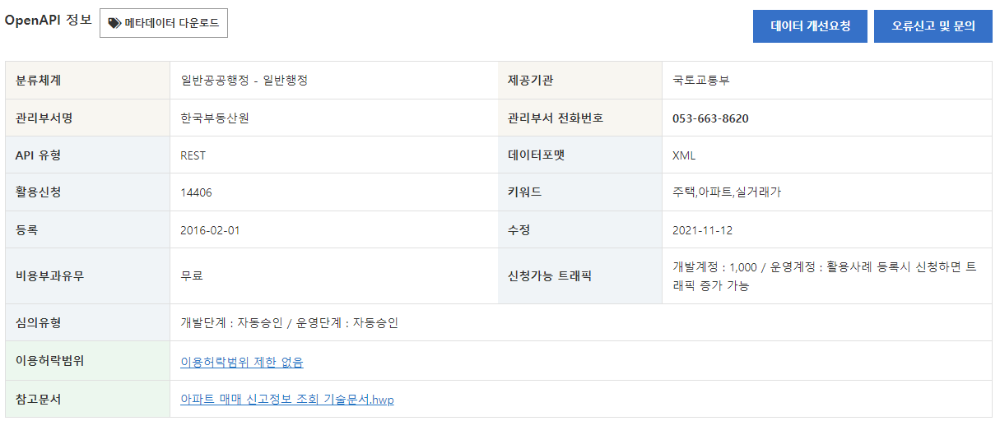 OpenAPI 정보
메타데이터 다운로드
데이터 개선요청
오류신고 및 문의
분류체계
일반공공행정 - 일반행정
제공기관
국토교통부
관리부서명
한국부동산원
관리부서 전화번호
053-663-8620
API 유형
REST
데이터포맷
XML
활용신청
14406
키워드
주택,아파트,실거래가
등록
2016-02-01
수정
2021-11-12
비용부과유무
무료
신청가능 트래픽
개발계정 : 1,000 / 운영계정 : 활용사례 등록시 신청하면 트
래픽 증가 가능
심의유형
개발단계 : 자동승인 / 운영단계 : 자동승인
이용허락범위
이용허락범위 제한 없음
참고문서
아파트 매매 신고정보 조회 기술문서.hwp